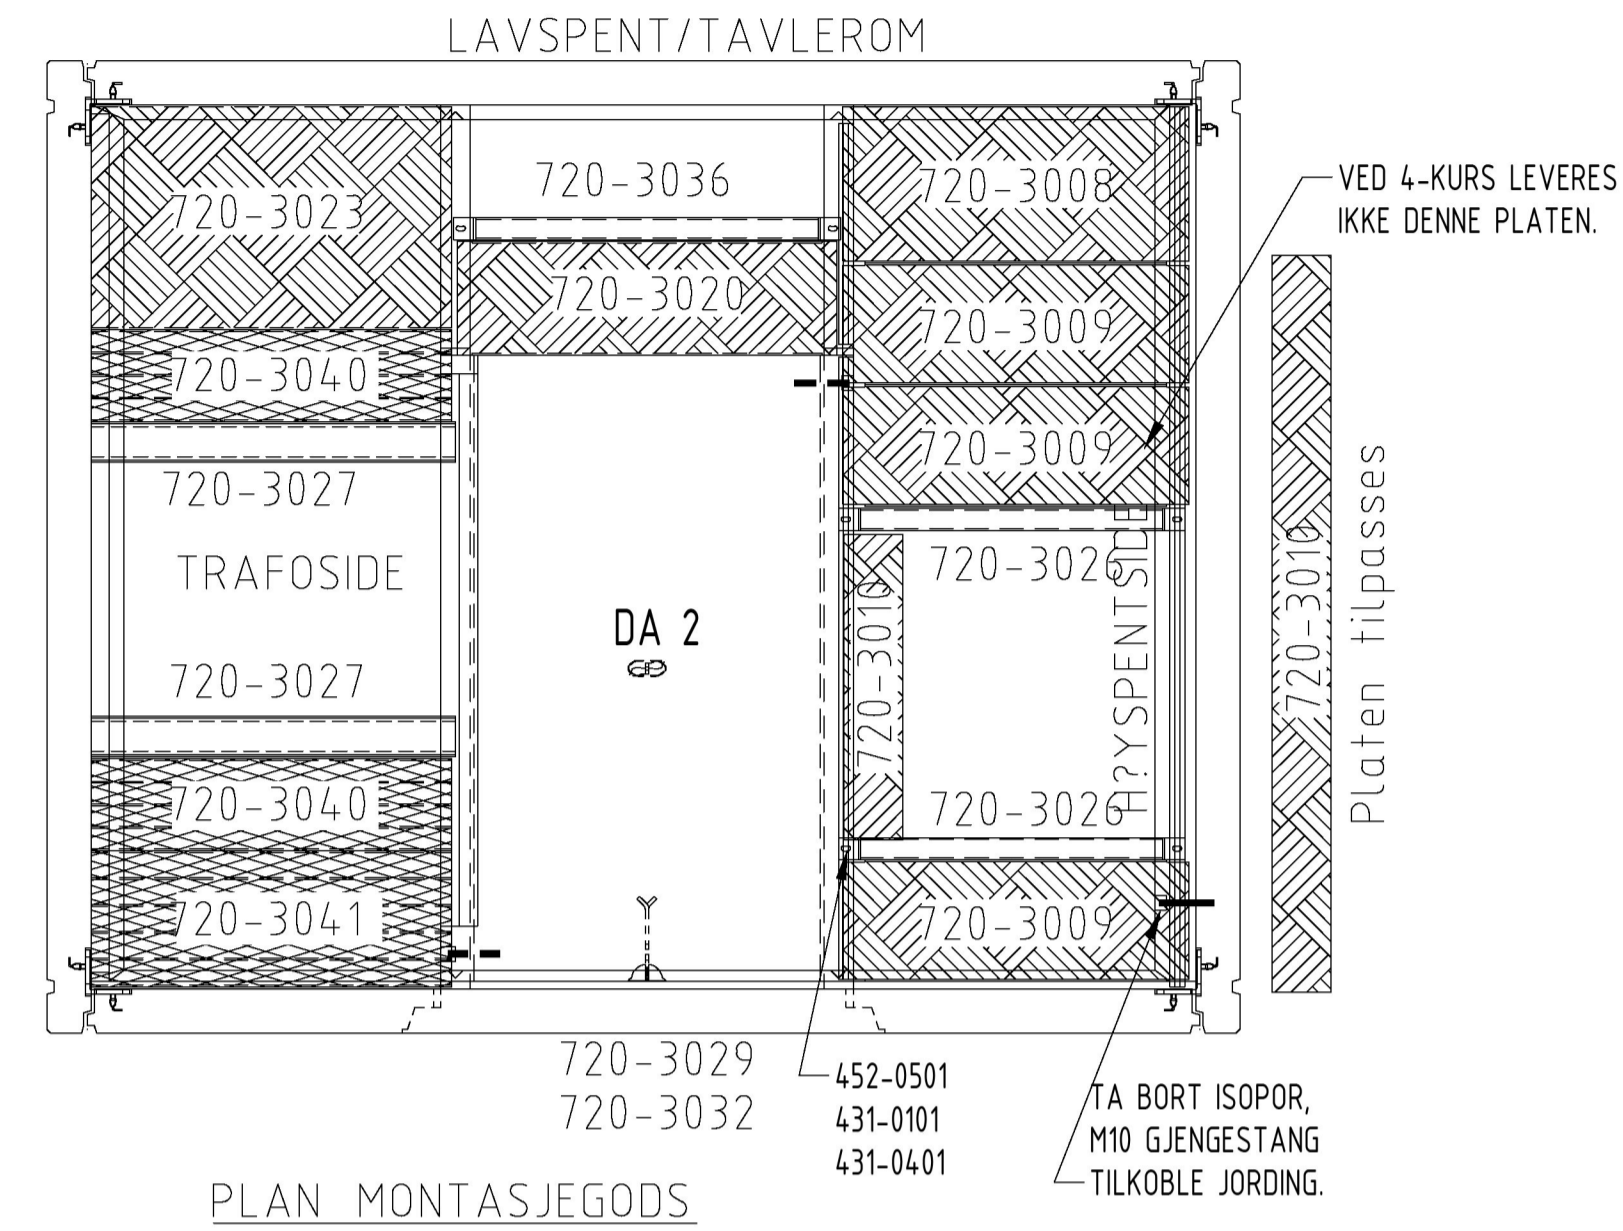 LAVSPENT/TAVLEROM
720-3036
720-3023
720-3008
VED 4-KURS LEVERES
IKKE DENNE PLATEN.
720-3020
720-3009
720-3040
720-3009
720-3027
TRAFOSIDE
720-3026
H?YSPENTSIDE
720-3010
DA 2
720-3010
Platen tilpasses
720-3027
720-3040
720-3026
720-3041
720-3009
720-3029
720-3032
452-0501
431-0101
431-0401
TA BORT ISOPOR,
M10 GJENGESTANG
TILKOBLE JORDING.
PLAN MONTASJEGODS